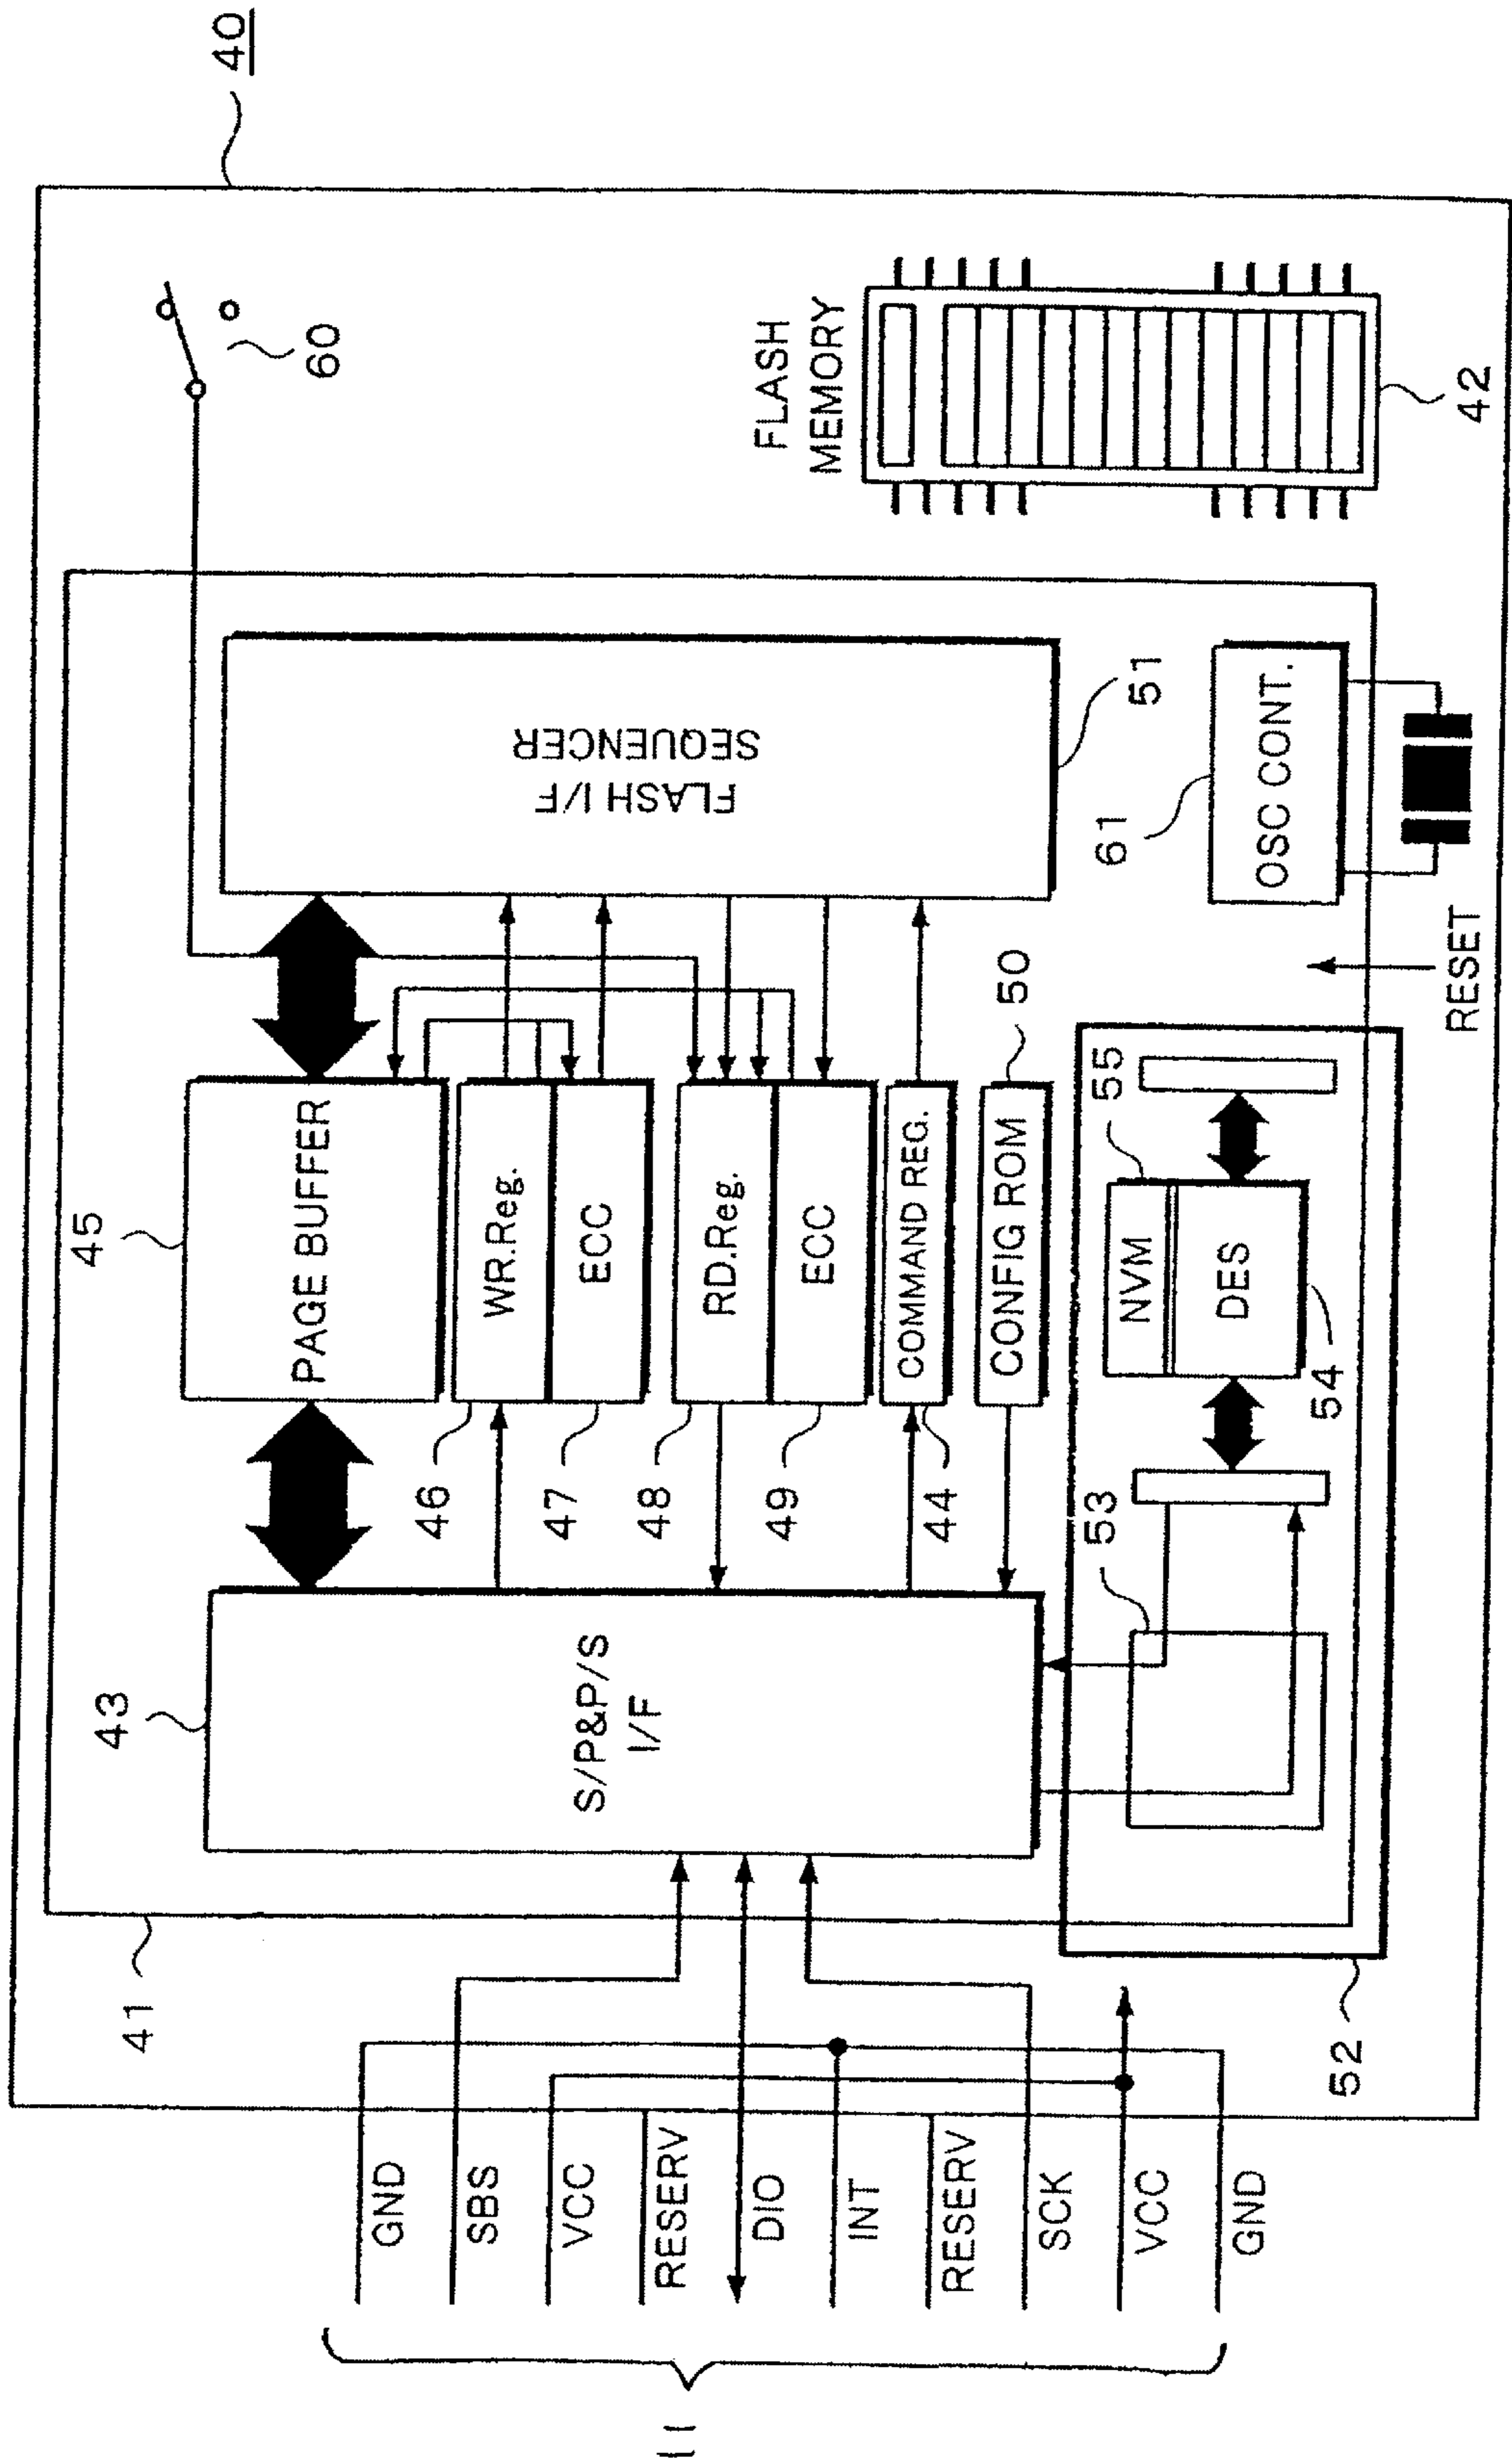 40
60
FLASH
MEMORY
42
FLASH I/F
SEQUENCER
51
61
OSC CONT.
RESET
45
PAGE BUFFER
46
WR.Reg.
47
ECC
48
RD.Reg.
49
ECC
44
COMMAND REG.
50
CONFIG ROM
55
NVM
DES
54
53
52
43
S/P&P/S
I/F
41
GND
SBS
VCC
RESERV
DIO
INT
RESERV
SCK
VCC
GND
11